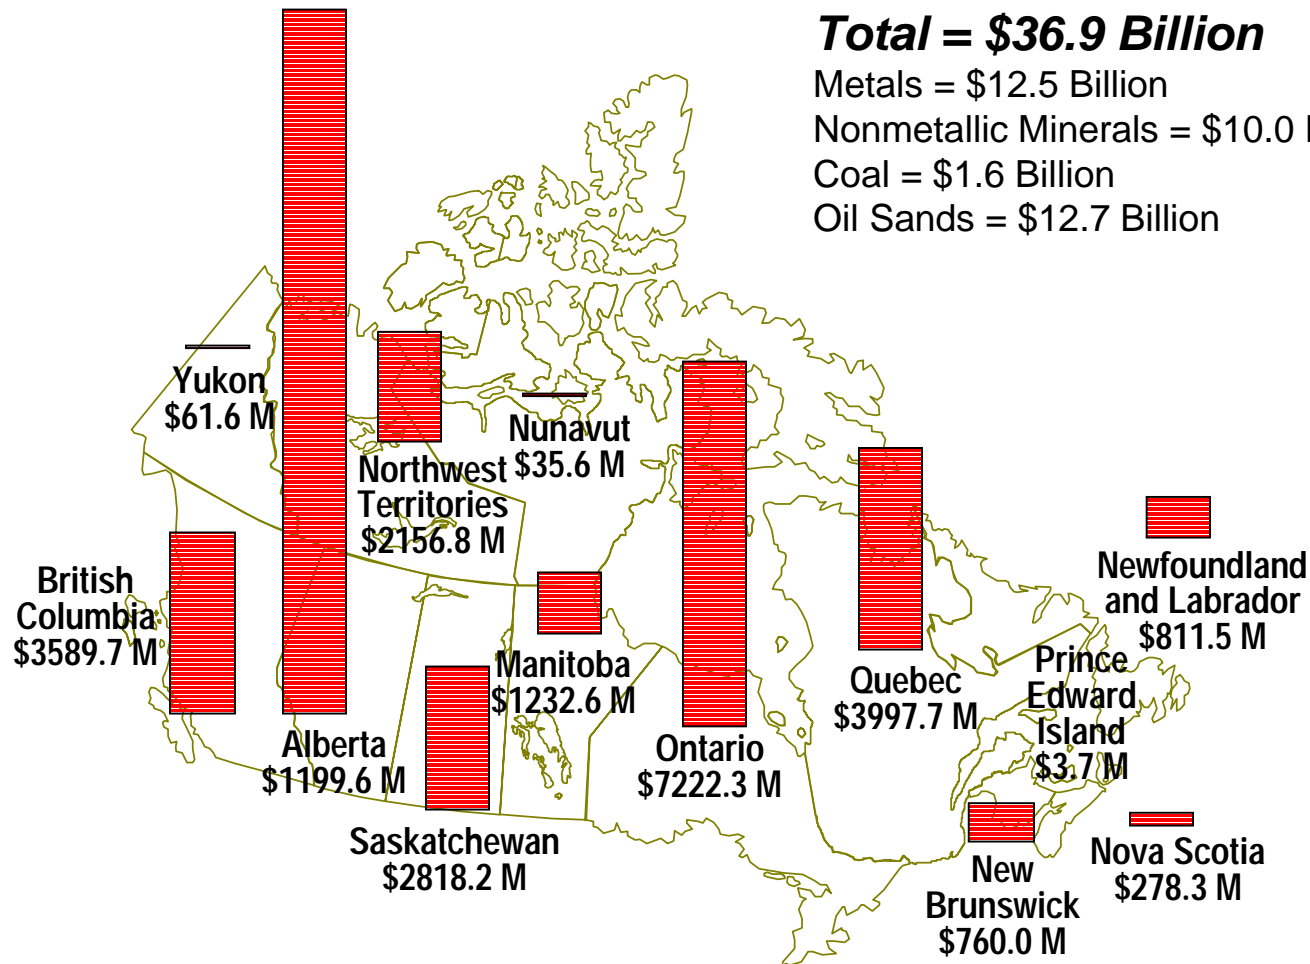 Total = $36.9 Billion
Metals = $12.5 Billion
Nonmetallic Minerals = $10.0
Coal = $1.6 Billion
Oil Sands = $12.7 Billion
Yukon
$61.6 M
Nunavut
$35.6 M
Northwest
Territories
$2156.8 M
British
Columbia
$3589.7 M
Newfoundland
and Labrador
$811.5 M
Manitoba
$1232.6 M
Quebec
$3997.7 M
Prince
Edward
Island
$3.7 M
Alberta
$1199.6 M
Ontario
$7222.3 M
Saskatchewan
$2818.2 M
New
Brunswick
$760.0 M
Nova Scotia
$278.3 M